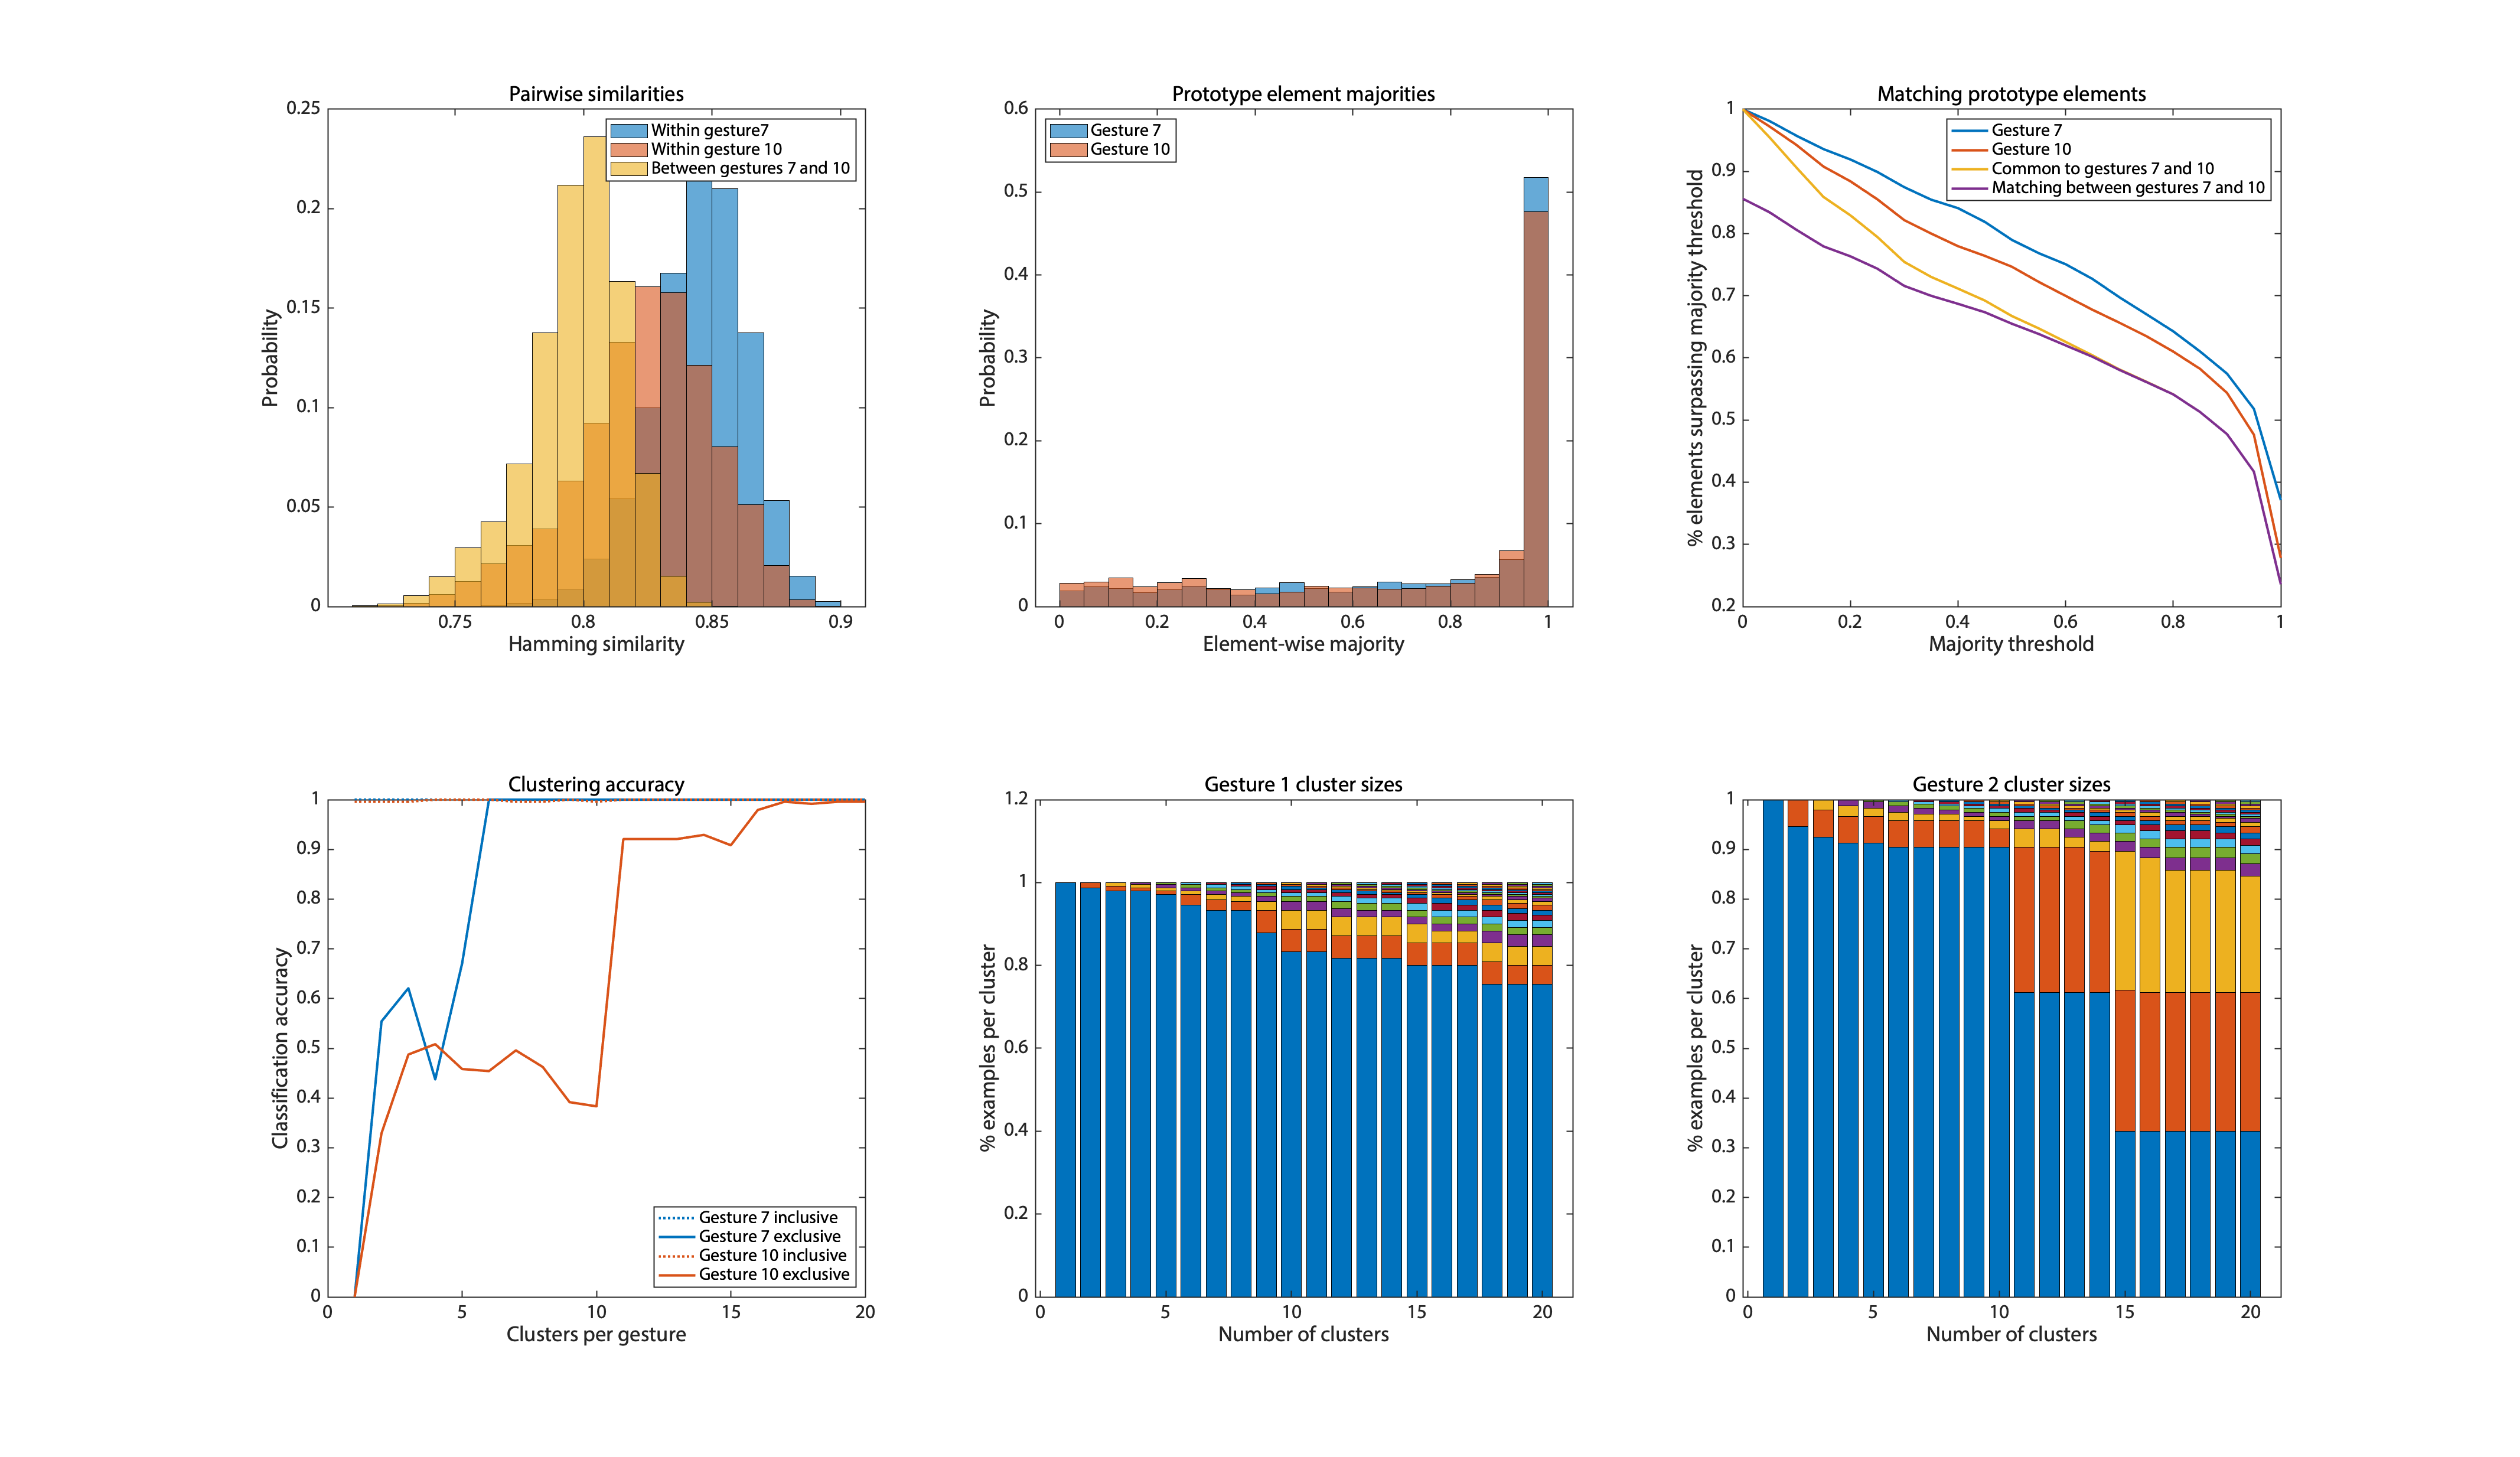 Pairwise similarities
0.25
0.2
0.15
0.1
0.05
0
Probability
Within gesture7
Within gesture 10
Between gestures 7 and 10
0.75
0.8
0.85
0.9
Hamming similarity
Prototype element majorities
0.6
0.5
0.4
0.3
0.2
0.1
0
Probability
Gesture 7
Gesture 10
0
0.2
0.4
0.6
0.8
1
Element-wise majority
Matching prototype elements
1
0.9
0.8
0.7
0.6
0.5
0.4
0.3
0.2
% elements surpassing majority threshold
Gesture 7
Gesture 10
Common to gestures 7 and 10
Matching between gestures 7 and 10
0
0.2
0.4
0.6
0.8
1
Majority threshold
Clustering accuracy
1
0.9
0.8
0.7
0.6
0.5
0.4
0.3
0.2
0.1
0
Classification accuracy
Gesture 7 inclusive
Gesture 7 exclusive
Gesture 10 inclusive
Gesture 10 exclusive
0
5
10
15
20
Clusters per gesture
Gesture 1 cluster sizes
1.2
1
0.8
0.6
0.4
0.2
0
% examples per cluster
0
5
10
15
20
Number of clusters
Gesture 2 cluster sizes
1
0.9
0.8
0.7
0.6
0.5
0.4
0.3
0.2
0.1
0
% examples per cluster
0
5
10
15
20
Number of clusters